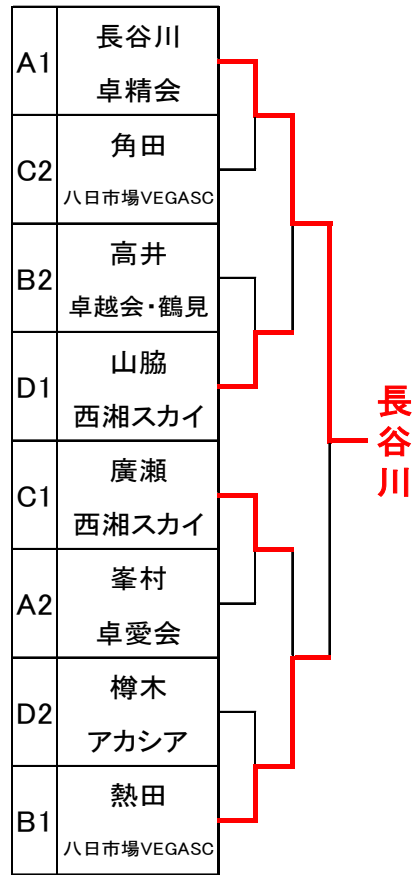 A1
長谷川
卓精会
C2
角田
八日市場VEGASC
B2
高井
卓越会・鶴見
D1
山脇
西湘スカイ
C1
廣瀬
西湘スカイ
A2
峯村
卓愛会
D2
樽木
アカシア
B1
熱田
八日市場VEGASC
長谷川